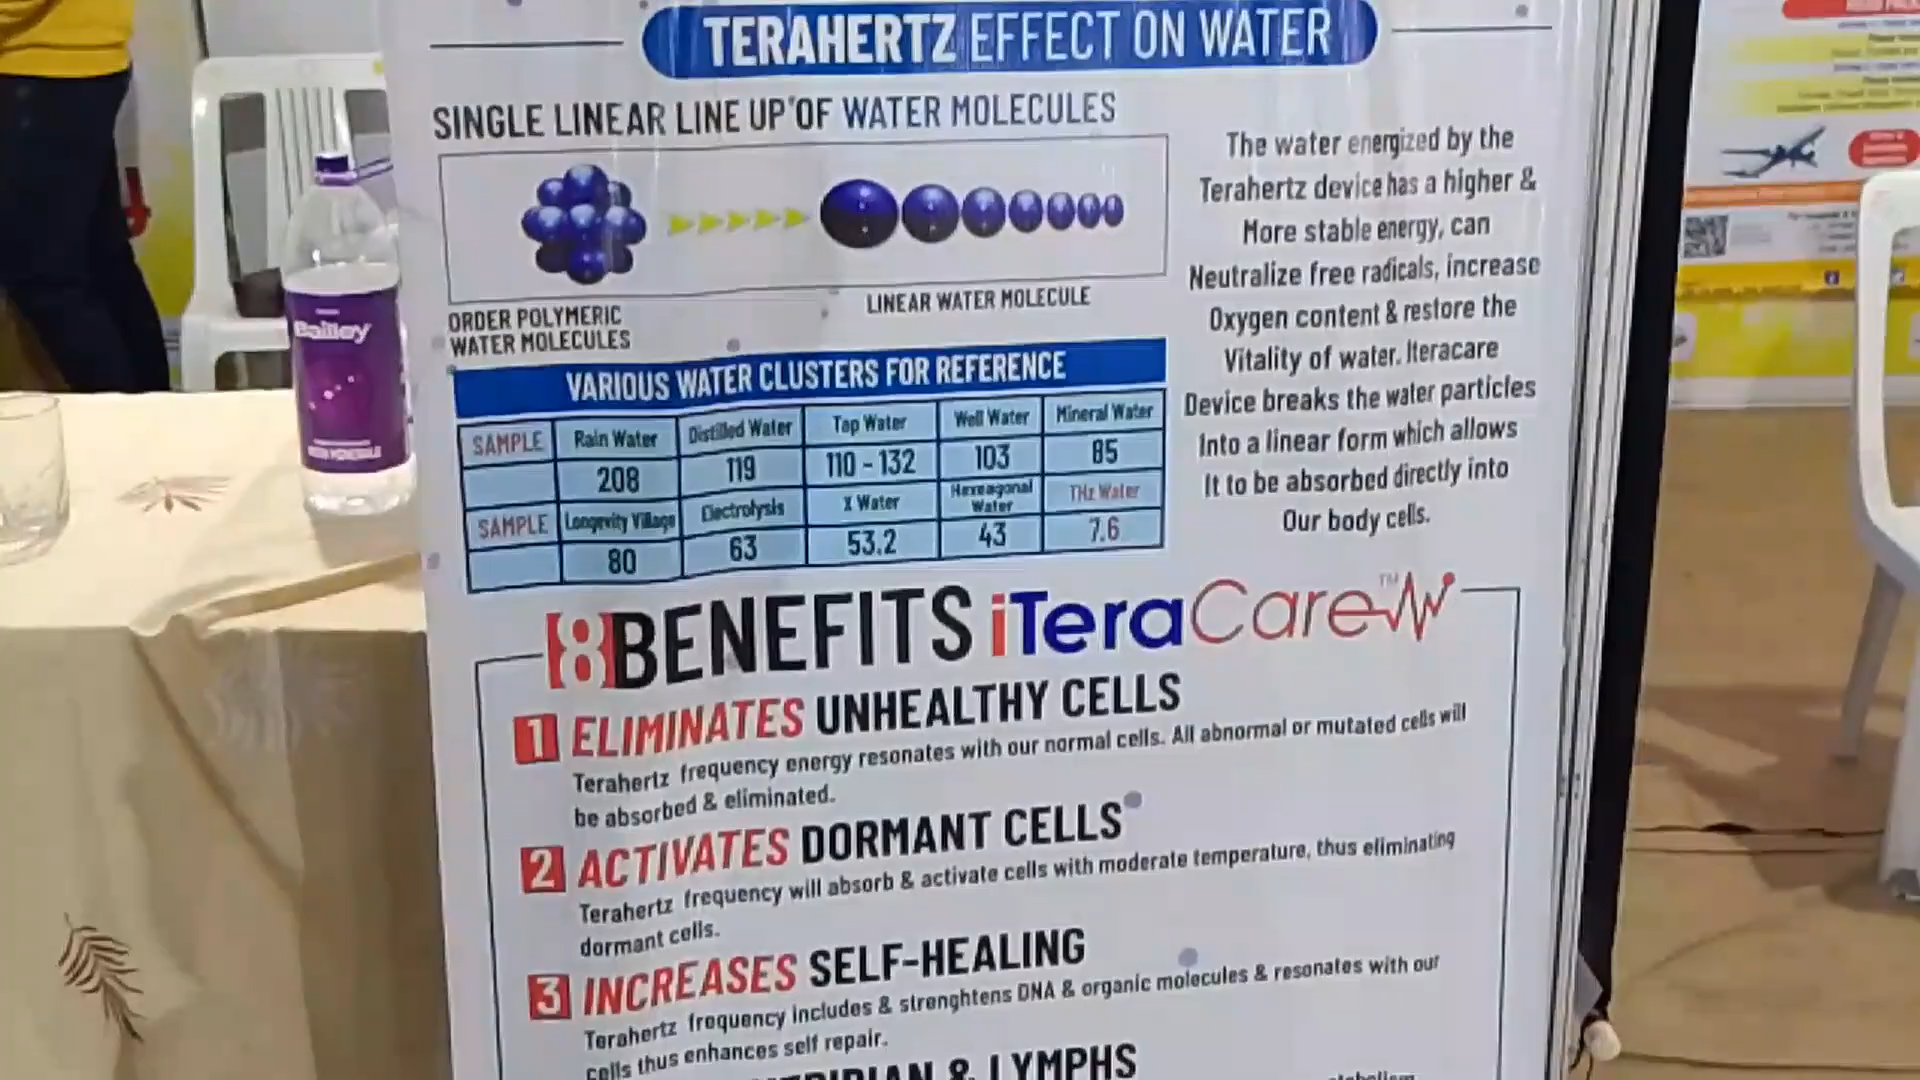 TERAHERTZ EFFECT ON WATER
SINGLE LINEAR LINE UP OF WATER MOLECULES
ORDER POLYMERIC
WATER MOLECULES
LINEAR WATER MOLECULE
The water energized by the
Terahertz device has a higher &
More stable energy, can
Neutralize free radicals, increase
Oxygen content & restore the
Vitality of water. Iteracare
Device breaks the water particles
Into a linear form which allows
It to be absorbed directly into
Our body cells.
VARIOUS WATER CLUSTERS FOR REFERENCE
SAMPLE Rain Water Distilled Water Tap Water Well Water Mineral Water
208 119 110 - 132 103 85
SAMPLE Longevity Village Electrolysis X Water Hexeagonal Water THz Water
80 63 53.2 43 7.6
8 BENEFITS iTeraCare TM
1 ELIMINATES UNHEALTHY CELLS
Terahertz frequency energy resonates with our normal cells. All abnormal or mutated cells will
be absorbed & eliminated.
2 ACTIVATES DORMANT CELLS
Terahertz frequency will absorb & activate cells with moderate temperature, thus eliminating
dormant cells.
3 INCREASES SELF-HEALING
Terahertz frequency includes & strenghtens DNA & organic molecules & resonates with our
cells thus enhances self repair.
& LYMPHS
Bailley